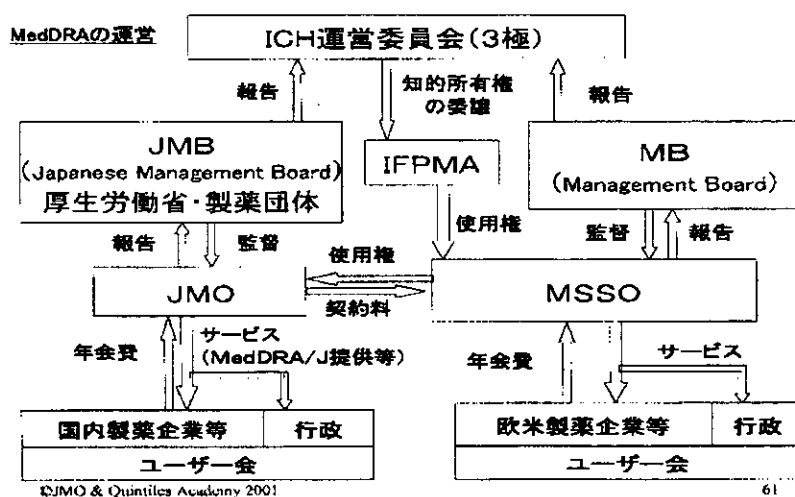 MedDRAの運営
ICH運営委員会(3極)
報告
知的所有権
の委譲
報告
JMB
(Japanese Management Board)
厚生労働省・製薬団体
IFPMA
MB
(Management Board)
報告
監督
使用権
使用権
監督
報告
JMO
契約料
MSSO
年会費
サービス
(MedDRA/J提供等)
年会費
サービス
国内製薬企業等
行政
ユーザー会
欧米製薬企業等
行政
ユーザー会
©JMO & Quintiles Academy 2001
61